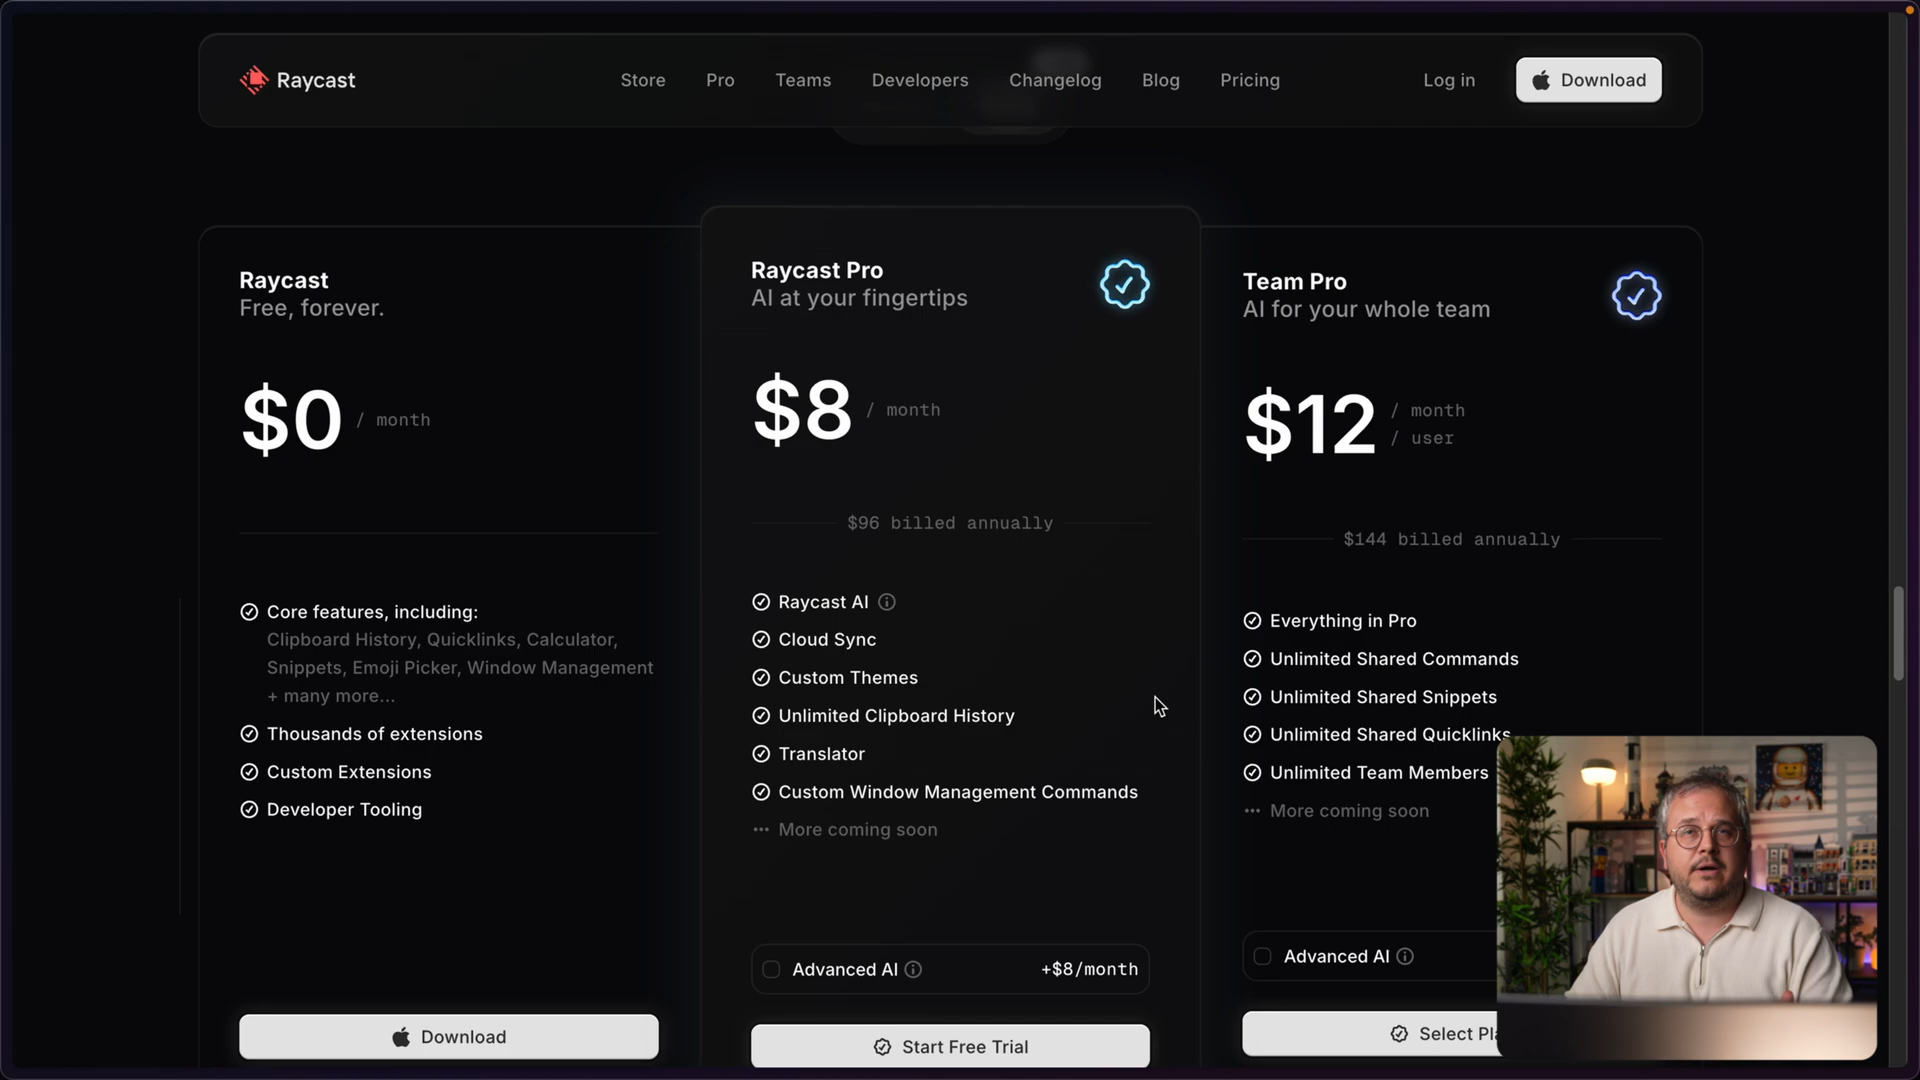 Raycast
Store
Pro
Teams
Developers
Changelog
Blog
Pricing
Log in
Download
Raycast
Free, forever.
$0 / month
Core features, including:
Clipboard History, Quicklinks, Calculator,
Snippets, Emoji Picker, Window Management
+ many more...
Thousands of extensions
Custom Extensions
Developer Tooling
Download
Raycast Pro
AI at your fingertips
$8 / month
$96 billed annually
Raycast AI
Cloud Sync
Custom Themes
Unlimited Clipboard History
Translator
Custom Window Management Commands
More coming soon
Advanced AI +$8/month
Start Free Trial
Team Pro
AI for your whole team
$12 / month
/ user
$144 billed annually
Everything in Pro
Unlimited Shared Commands
Unlimited Shared Snippets
Unlimited Shared Quicklinks
Unlimited Team Members
More coming soon
Advanced AI
Select